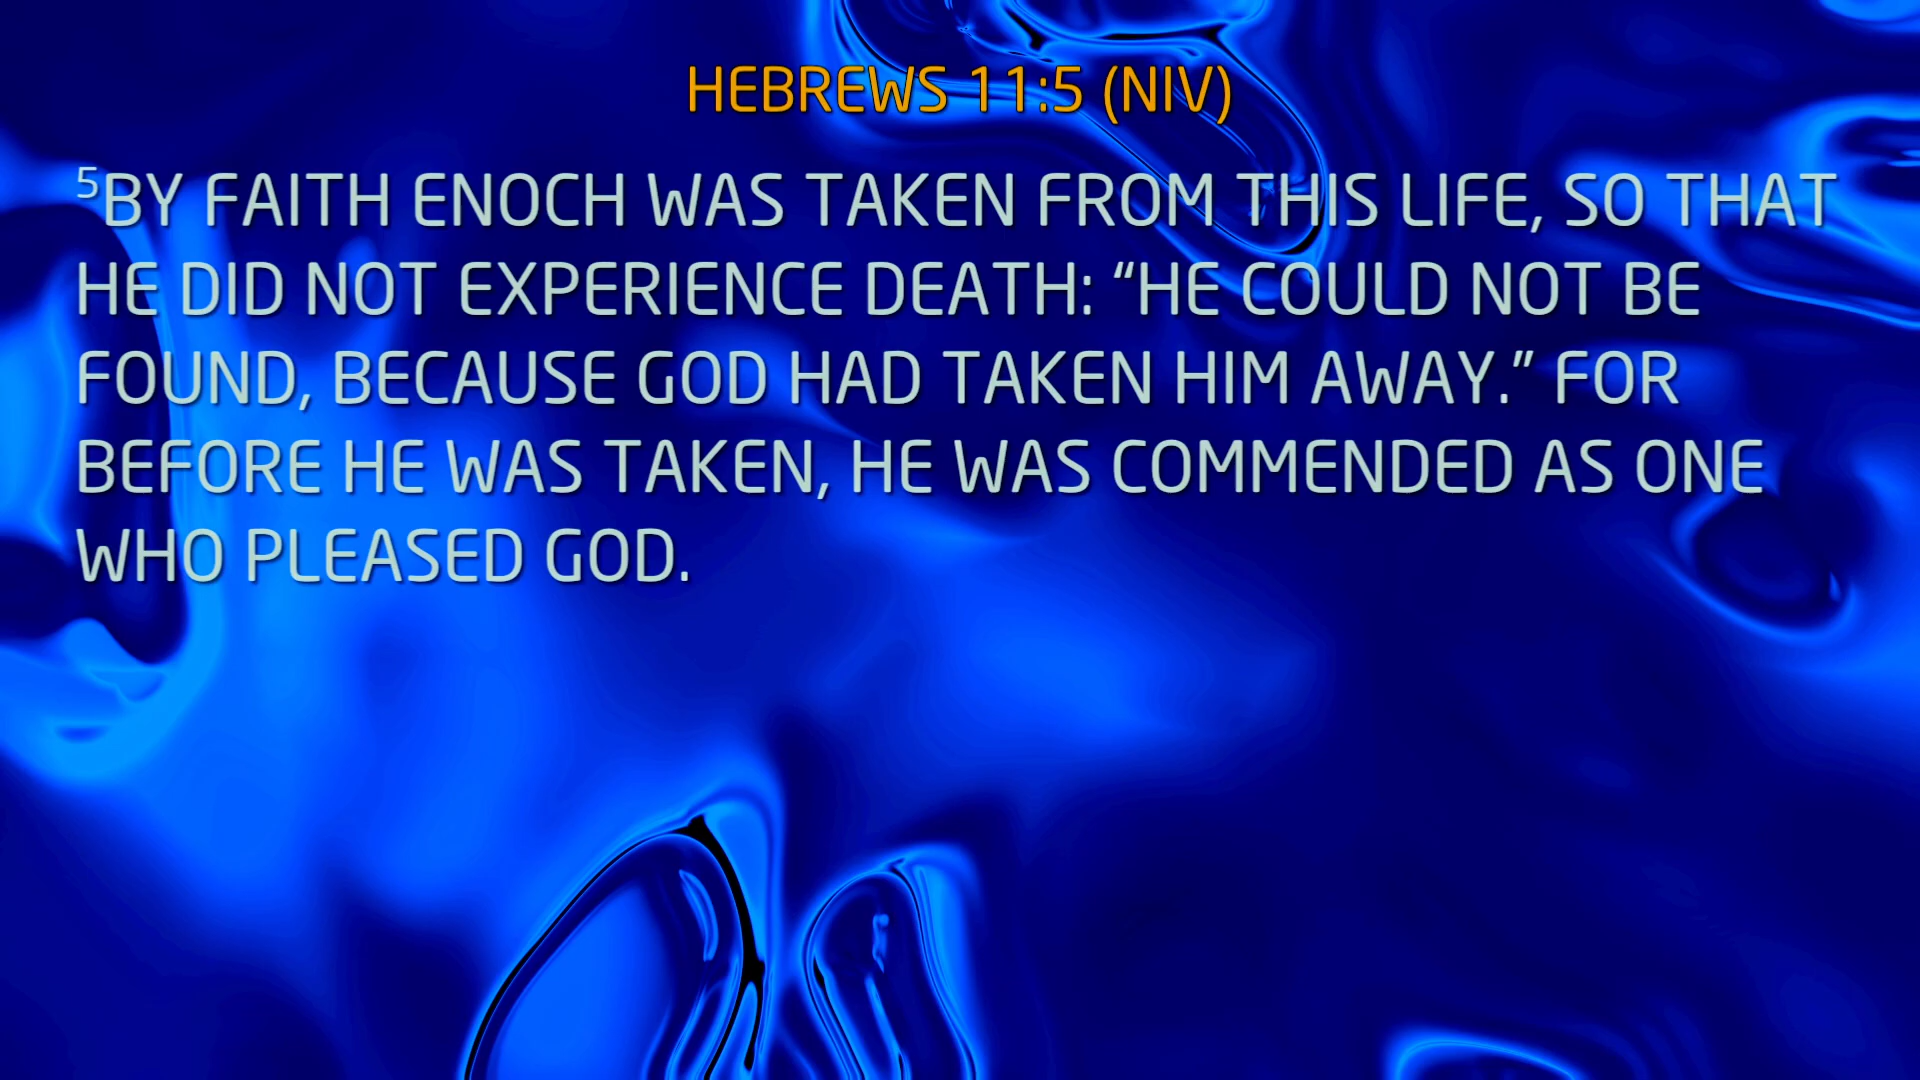 HEBREWS 11:5 (NIV)
⁵BY FAITH ENOCH WAS TAKEN FROM THIS LIFE, SO THAT
HE DID NOT EXPERIENCE DEATH: “HE COULD NOT BE
FOUND, BECAUSE GOD HAD TAKEN HIM AWAY.” FOR
BEFORE HE WAS TAKEN, HE WAS COMMENDED AS ONE
WHO PLEASED GOD.